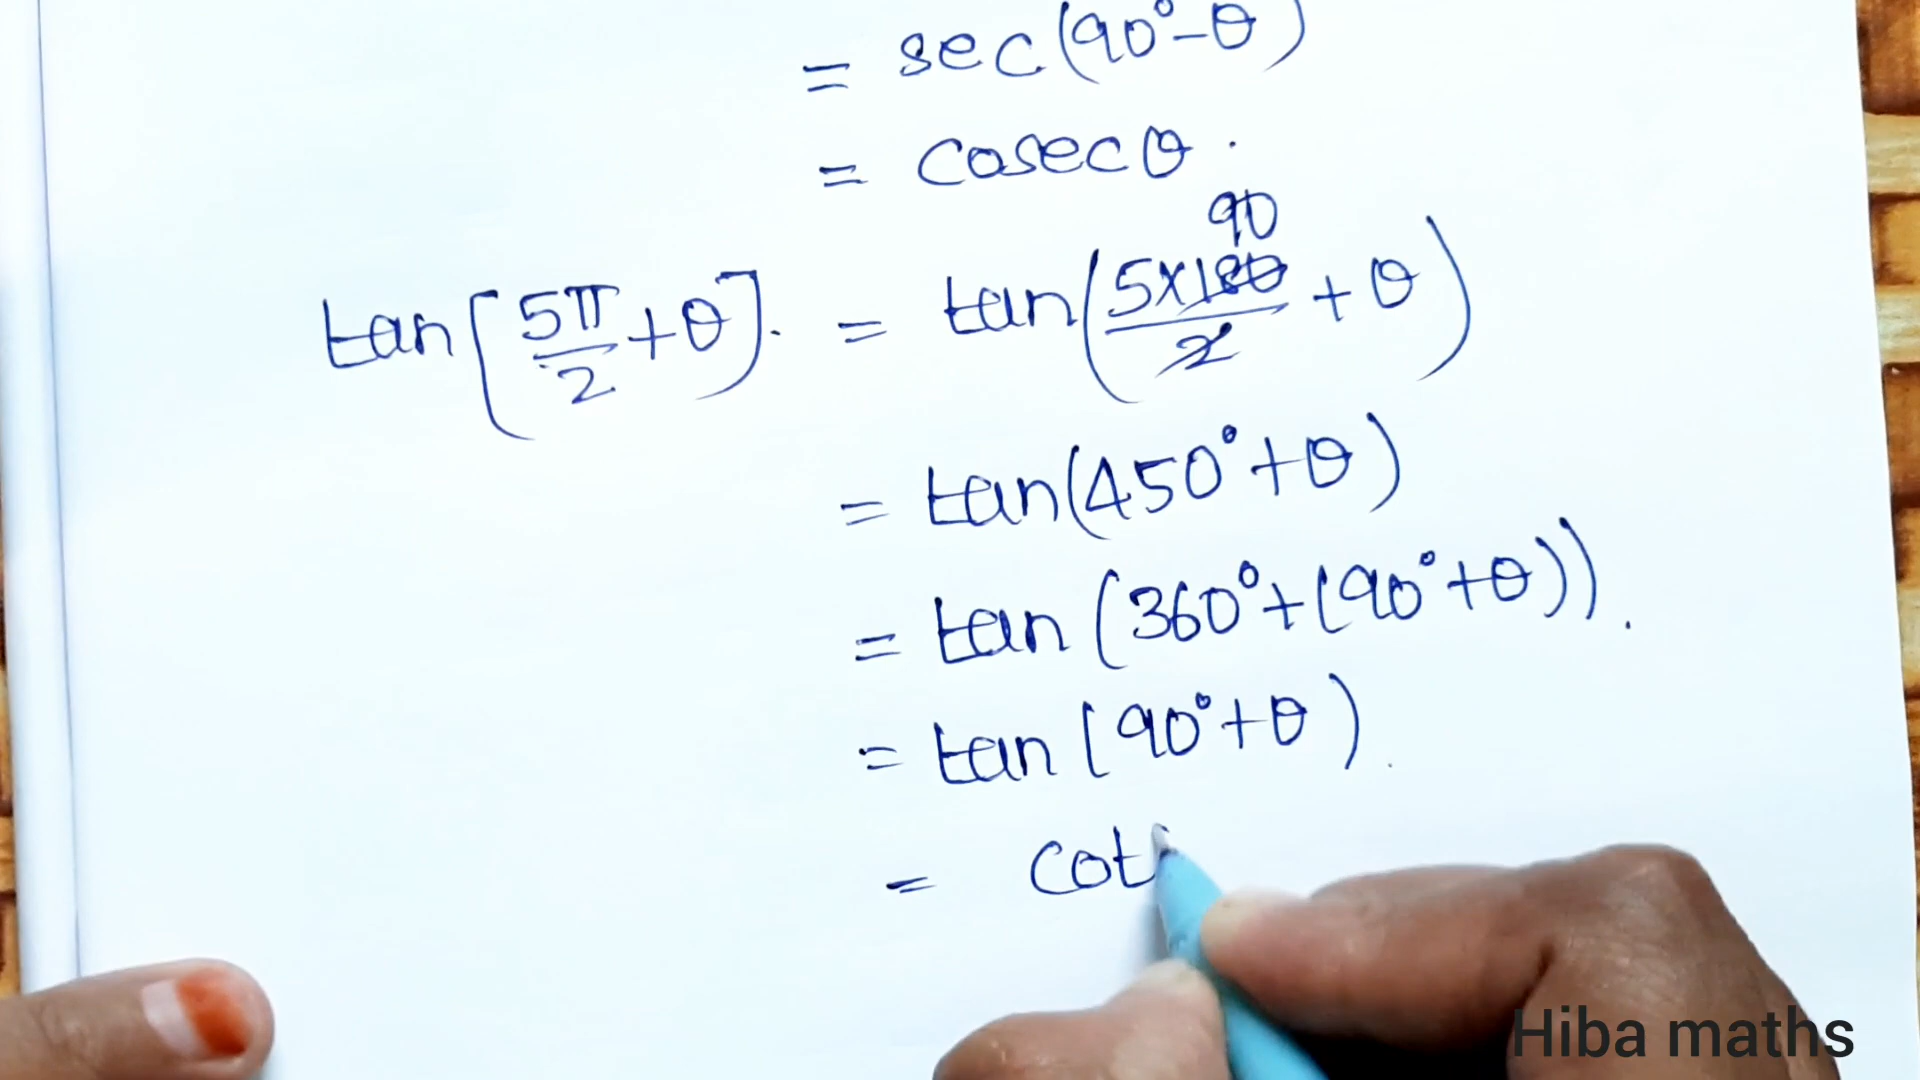 = sec(90°-θ)
= cosecθ.
90
tan[5π/2+θ]. = tan(5×180/2+θ)
= tan(450°+θ)
= tan(360°+(90°+θ)).
= tan(90°+θ).
= cot
Hiba maths